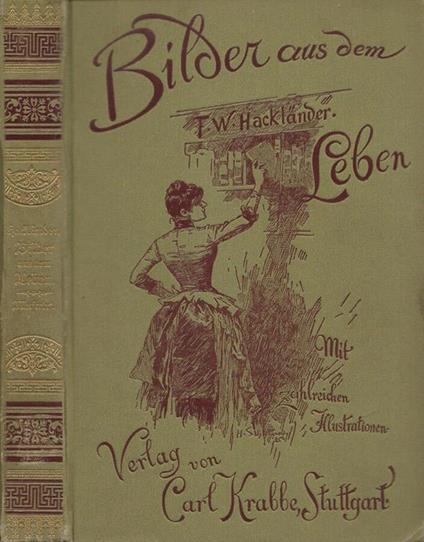 Bilder aus dem
F. W. Hackländer.
Leben
Mit
zahlreichen
Illustrationen
Verlag von
Carl Krabbe, Stuttgart.